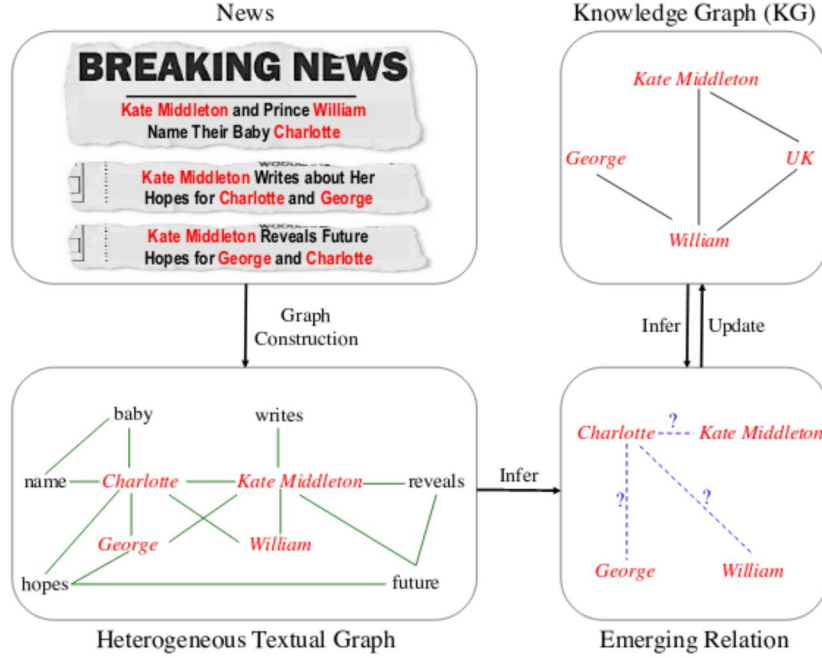 News
BREAKING NEWS
Kate Middleton and Prince William
Name Their Baby Charlotte
Kate Middleton Writes about Her
Hopes for Charlotte and George
Kate Middleton Reveals Future
Hopes for George and Charlotte
Knowledge Graph (KG)
Kate Middleton
George
UK
William
Graph
Construction
Infer
Update
baby
writes
name
Charlotte
Kate Middleton
reveals
George
William
hopes
future
Heterogeneous Textual Graph
Infer
Charlotte
?
Kate Middleton
?
?
George
William
Emerging Relation